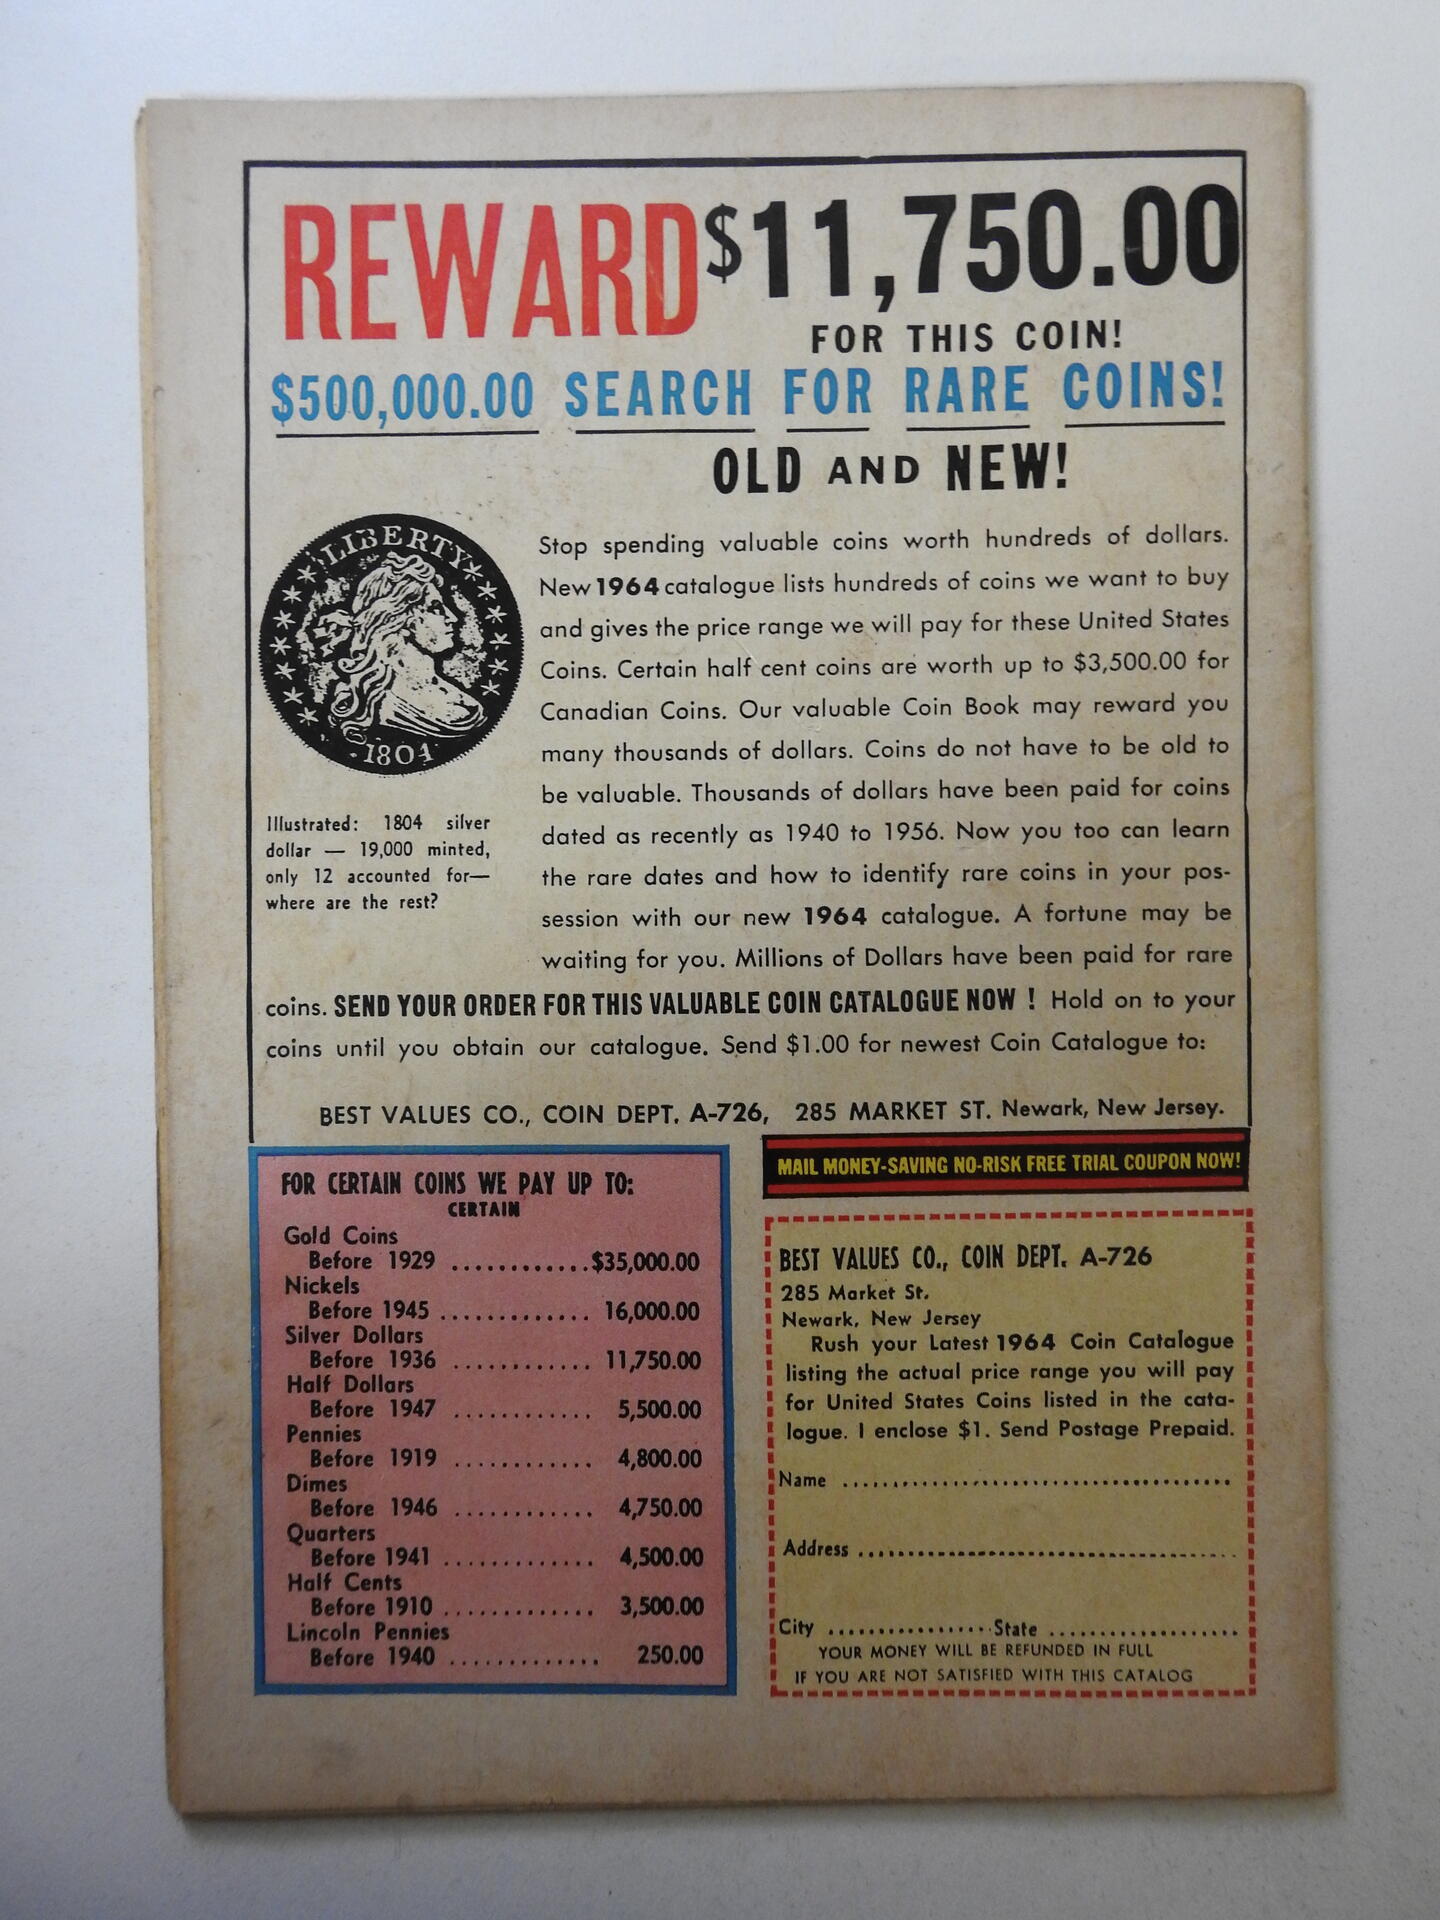 REWARD $11,750.00
FOR THIS COIN!
$500,000.00 SEARCH FOR RARE COINS!
OLD AND NEW!
LIBERTY
1804
Illustrated: 1804 silver
dollar — 19,000 minted,
only 12 accounted for—
where are the rest?
Stop spending valuable coins worth hundreds of dollars.
New 1964 catalogue lists hundreds of coins we want to buy
and gives the price range we will pay for these United States
Coins. Certain half cent coins are worth up to $3,500.00 for
Canadian Coins. Our valuable Coin Book may reward you
many thousands of dollars. Coins do not have to be old to
be valuable. Thousands of dollars have been paid for coins
dated as recently as 1940 to 1956. Now you too can learn
the rare dates and how to identify rare coins in your pos-
session with our new 1964 catalogue. A fortune may be
waiting for you. Millions of Dollars have been paid for rare
coins. SEND YOUR ORDER FOR THIS VALUABLE COIN CATALOGUE NOW ! Hold on to your
coins until you obtain our catalogue. Send $1.00 for newest Coin Catalogue to:
BEST VALUES CO., COIN DEPT. A-726, 285 MARKET ST. Newark, New Jersey.
FOR CERTAIN COINS WE PAY UP TO:
CERTAIN
Gold Coins
Before 1929 ............$35,000.00
Nickels
Before 1945 ............. 16,000.00
Silver Dollars
Before 1936 ............ 11,750.00
Half Dollars
Before 1947 ............ 5,500.00
Pennies
Before 1919 ............ 4,800.00
Dimes
Before 1946 ............ 4,750.00
Quarters
Before 1941 ............. 4,500.00
Half Cents
Before 1910 ............. 3,500.00
Lincoln Pennies
Before 1940 ............. 250.00
MAIL MONEY-SAVING NO-RISK FREE TRIAL COUPON NOW!
BEST VALUES CO., COIN DEPT. A-726
285 Market St.
Newark, New Jersey
Rush your Latest 1964 Coin Catalogue
listing the actual price range you will pay
for United States Coins listed in the cata-
logue. I enclose $1. Send Postage Prepaid.
Name ........................................
Address ........................................
City .................State ....................
YOUR MONEY WILL BE REFUNDED IN FULL
IF YOU ARE NOT SATISFIED WITH THIS CATALOG